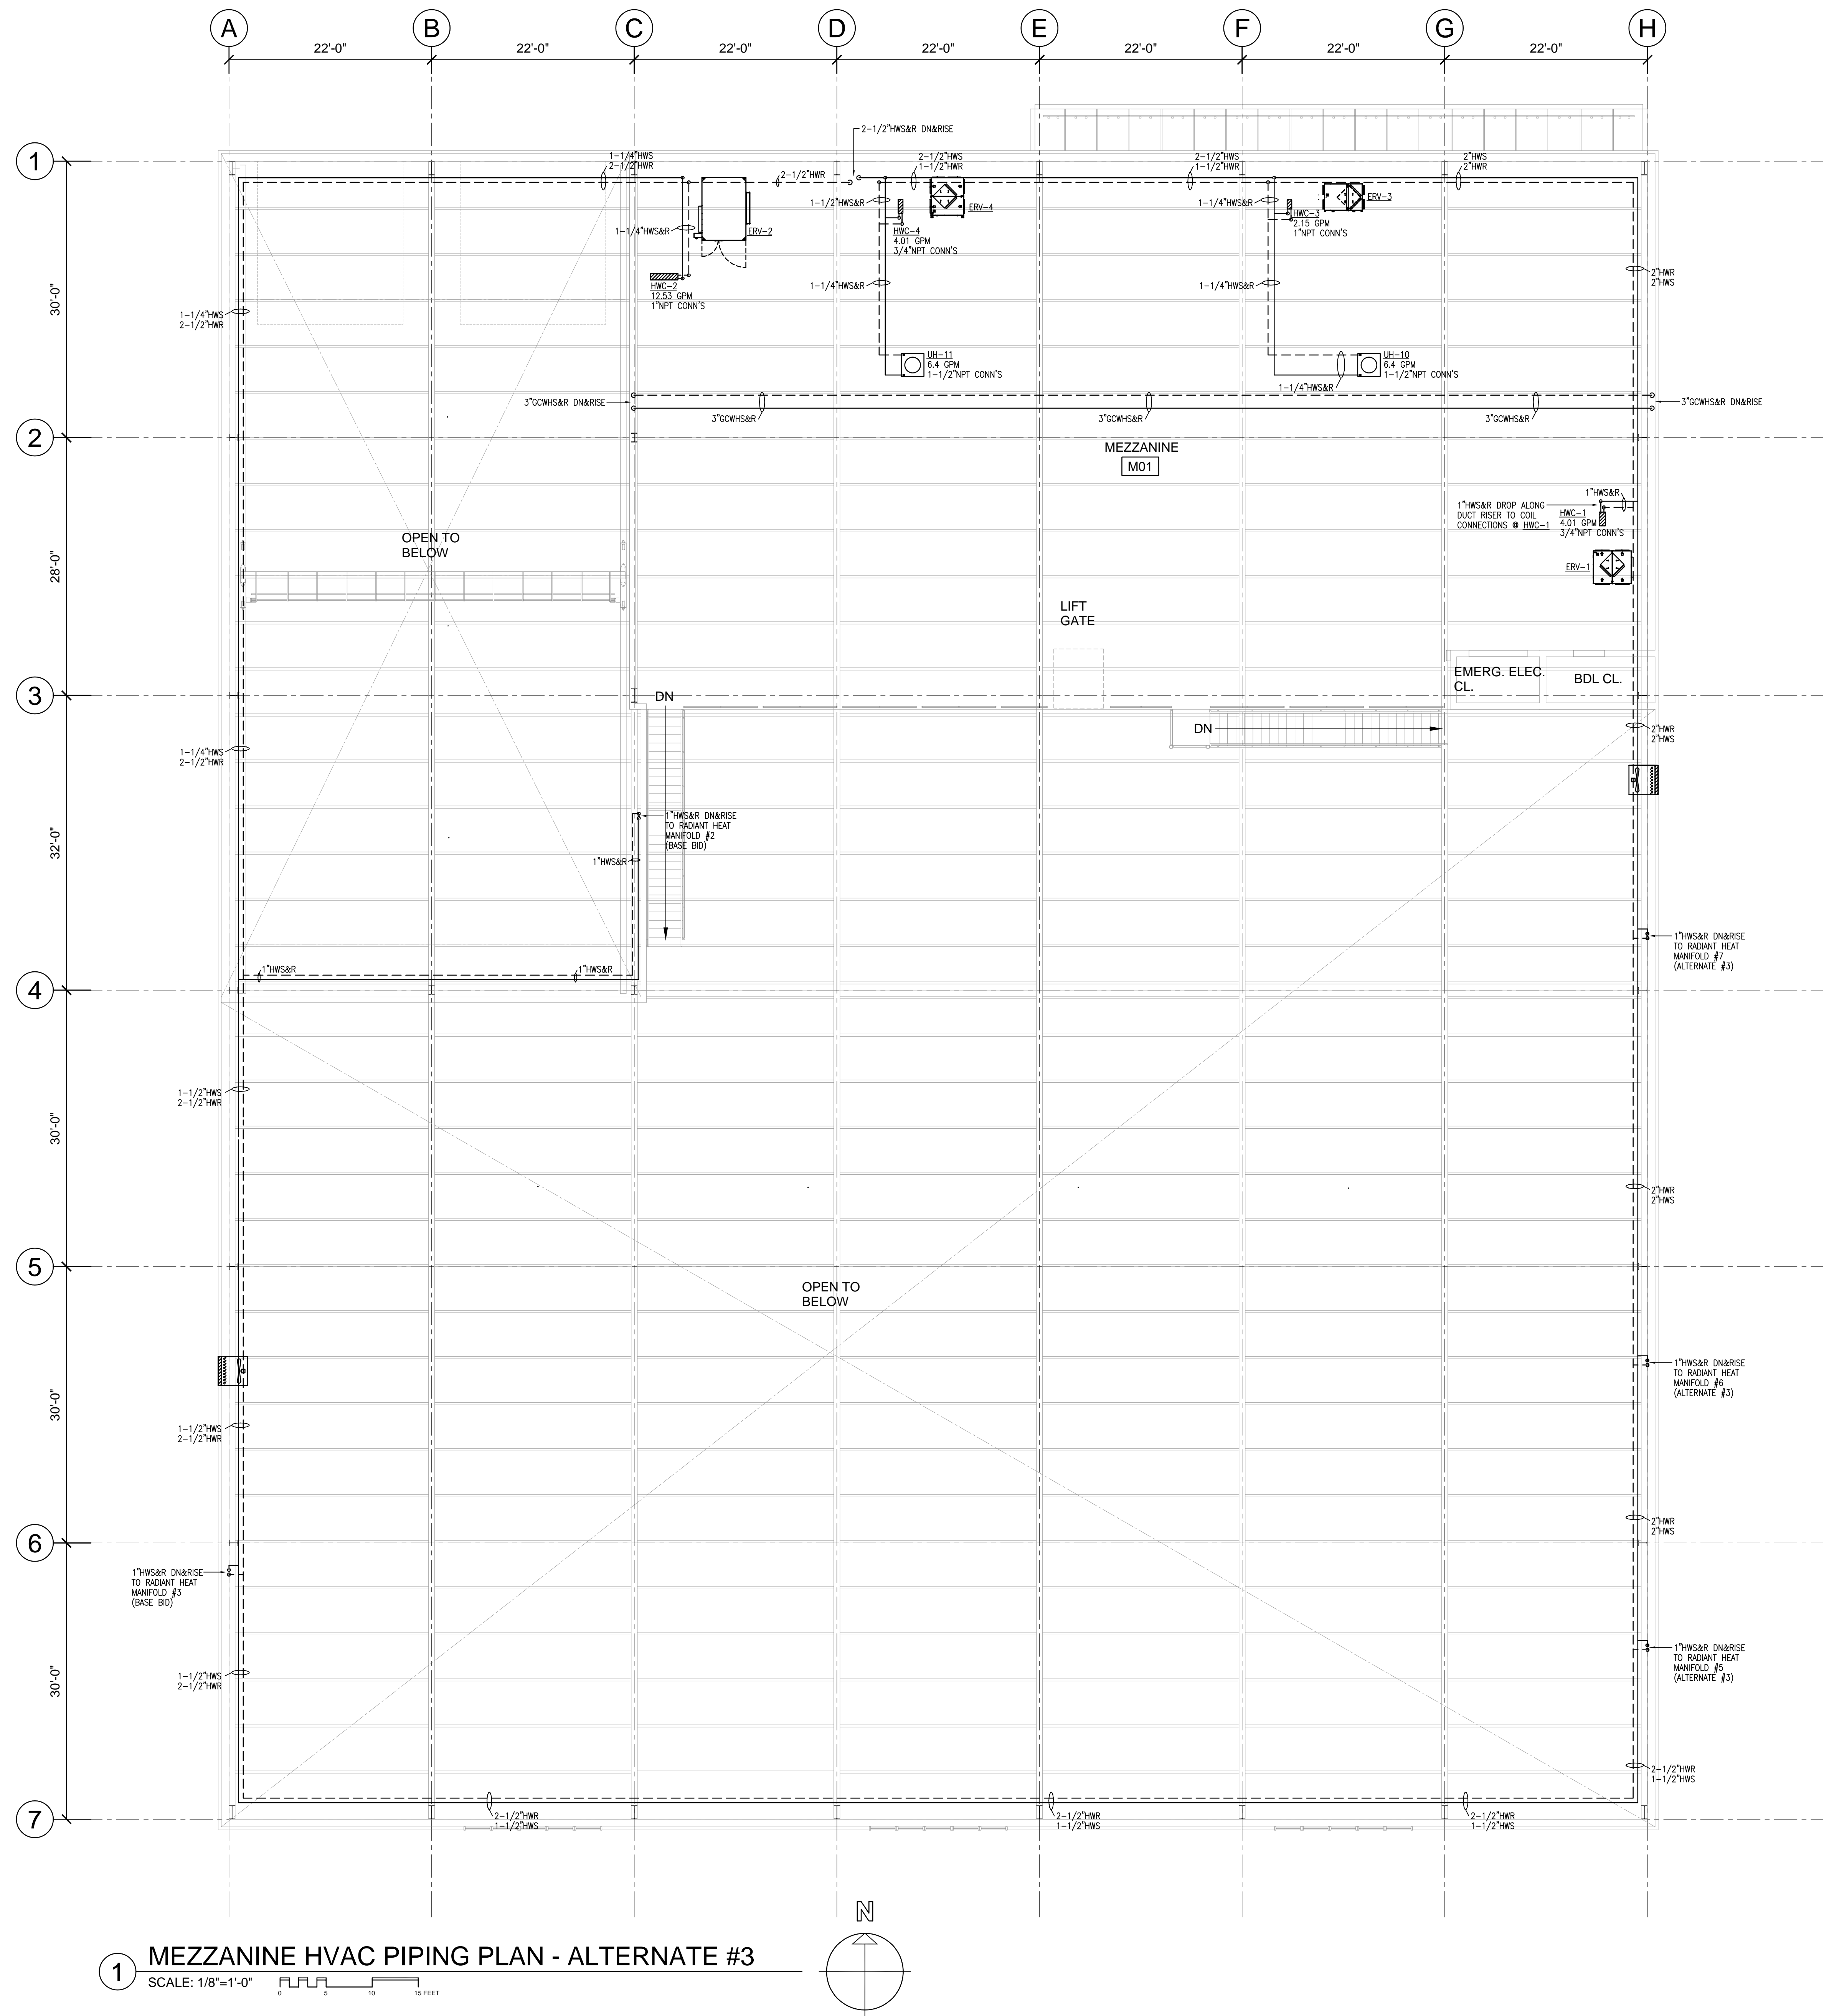 A B C D E F G H
22'-0" 22'-0" 22'-0" 22'-0" 22'-0" 22'-0" 22'-0"
2-1/2"HWS&R DN&RISE
1
1-1/4"HWS
2-1/2"HWR
2-1/2"HWR
2-1/2"HWS
1-1/2"HWR
2-1/2"HWS
1-1/2"HWR
2"HWS
2"HWR
1-1/4"HWS&R
ERV-2
1-1/2"HWS&R
ERV-4
1-1/4"HWS&R
ERV-3
HWC-4
4.01 GPM
3/4"NPT CONN'S
HWC-3
2.15 GPM
1"NPT CONN'S
HWC-2
12.53 GPM
1"NPT CONN'S
1-1/4"HWS&R
1-1/4"HWS&R
2"HWR
2"HWS
30'-0"
1-1/4"HWS
2-1/2"HWR
UH-11
6.4 GPM
1-1/2"NPT CONN'S
UH-10
6.4 GPM
1-1/2"NPT CONN'S
1-1/4"HWS&R
3"GCWHS&R DN&RISE
3"GCWHS&R
3"GCWHS&R
3"GCWHS&R
3"GCWHS&R DN&RISE
2
MEZZANINE
M01
1"HWS&R
1"HWS&R DROP ALONG
DUCT RISER TO COIL
CONNECTIONS @ HWC-1
HWC-1
4.01 GPM
3/4"NPT CONN'S
OPEN TO
BELOW
28'-0"
ERV-1
LIFT
GATE
EMERG. ELEC.
CL.
BDL CL.
3
DN
DN
2"HWR
2"HWS
1-1/4"HWS
2-1/2"HWR
1"HWS&R DN&RISE
TO RADIANT HEAT
MANIFOLD #2
(BASE BID)
32'-0"
1"HWS&R
1"HWS&R DN&RISE
TO RADIANT HEAT
MANIFOLD #7
(ALTERNATE #3)
1"HWS&R
1"HWS&R
4
1-1/2"HWS
2-1/2"HWR
30'-0"
2"HWR
2"HWS
5
OPEN TO
BELOW
1"HWS&R DN&RISE
TO RADIANT HEAT
MANIFOLD #6
(ALTERNATE #3)
30'-0"
1-1/2"HWS
2-1/2"HWR
2"HWR
2"HWS
6
1"HWS&R DN&RISE
TO RADIANT HEAT
MANIFOLD #3
(BASE BID)
1"HWS&R DN&RISE
TO RADIANT HEAT
MANIFOLD #5
(ALTERNATE #3)
30'-0"
1-1/2"HWS
2-1/2"HWR
2-1/2"HWR
1-1/2"HWS
7
2-1/2"HWR
1-1/2"HWS
2-1/2"HWR
1-1/2"HWS
2-1/2"HWR
1-1/2"HWS
N
1
MEZZANINE HVAC PIPING PLAN - ALTERNATE #3
SCALE: 1/8"=1'-0"
0 5 10 15 FEET